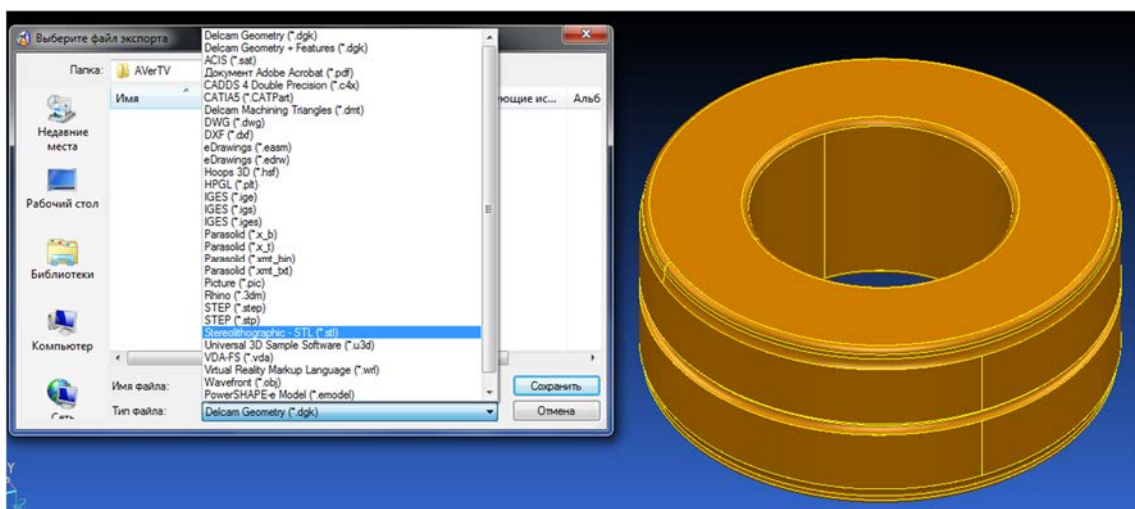 Выберите файл экспорта
Папка: AVerTV
Имя
ющие ис... Альб
Недавние места
Рабочий стол
Библиотеки
Компьютер
Сеть
Delcam Geometry (*.dgk)
Delcam Geometry + Features (*.dgk)
ACIS (*.sat)
Документ Adobe Acrobat (*.pdf)
CADDS 4 Double Precision (*.c4x)
CATIA5 (*.CATPart)
Delcam Machining Triangles (*.dmt)
DWG (*.dwg)
DXF (*.dxf)
eDrawings (*.easm)
eDrawings (*.edrw)
Hoops 3D (*.hsf)
HPGL (*.plt)
IGES (*.ige)
IGES (*.igs)
IGES (*.iges)
Parasolid (*.x_b)
Parasolid (*.x_t)
Parasolid (*.xmt_bin)
Parasolid (*.xmt_txt)
Picture (*.pic)
Rhino (*.3dm)
STEP (*.step)
STEP (*.stp)
Stereolithographic - STL (*.stl)
Universal 3D Sample Software (*.u3d)
VDA-FS (*.vda)
Virtual Reality Markup Language (*.wrl)
Wavefront (*.obj)
PowerSHAPE-e Model (*.emodel)
Имя файла:
Сохранить
Тип файла: Delcam Geometry (*.dgk)
Отмена
Y
Z